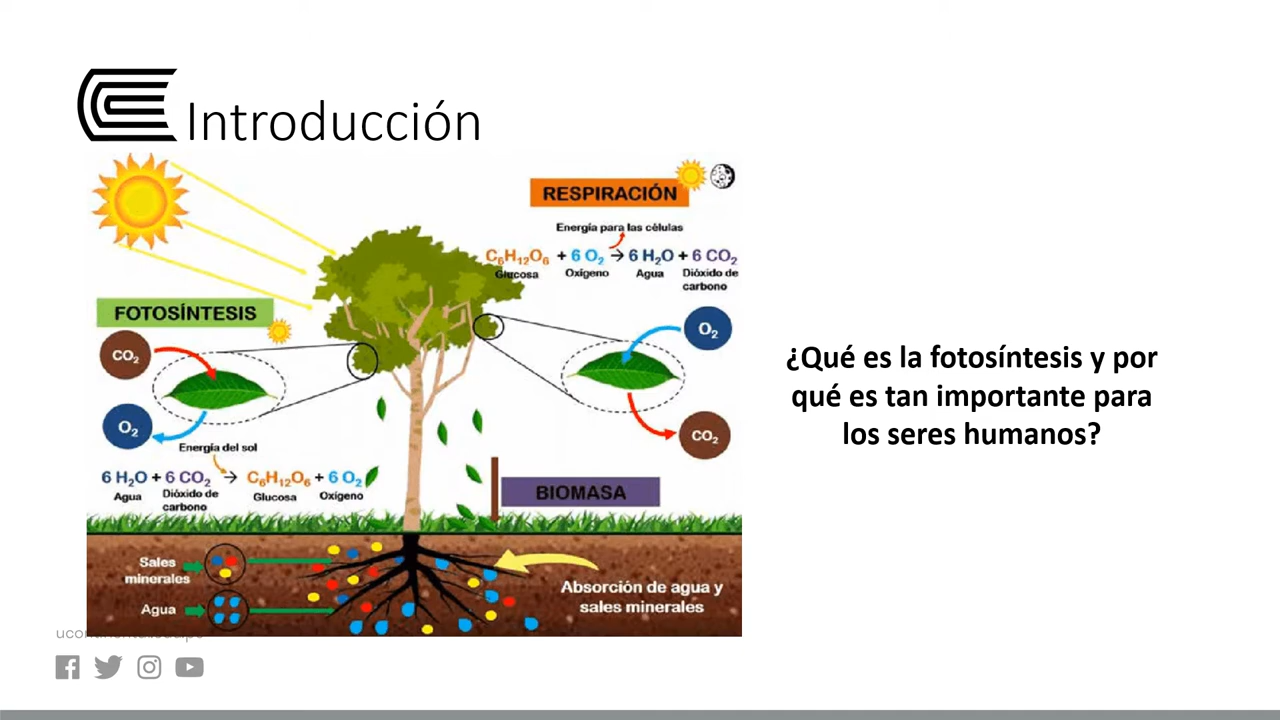 Introducción
RESPIRACIÓN
Energía para las células
C₆H₁₂O₆ + 6 O₂ → 6 H₂O + 6 CO₂
Glucosa Oxígeno Agua Dióxido de
carbono
FOTOSÍNTESIS
CO₂
O₂
Energía del sol
6 H₂O + 6 CO₂ → C₆H₁₂O₆ + 6 O₂
Agua Dióxido de Glucosa Oxígeno
carbono
O₂
CO₂
BIOMASA
Sales
minerales
Agua
Absorción de agua y
sales minerales
¿Qué es la fotosíntesis y por
qué es tan importante para
los seres humanos?